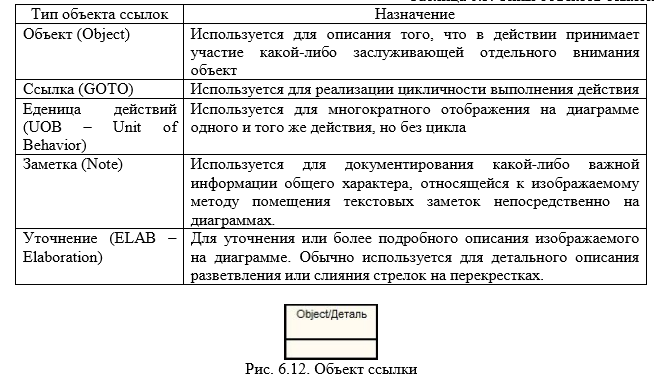 Тип объекта ссылок
Назначение
Объект (Object)
Используется для описания того, что в действии принимает
участие какой-либо заслуживающей отдельного внимания
объект
Ссылка (GOTO)
Используется для реализации цикличности выполнения действия
Еденица действий
(UOB – Unit of
Behavior)
Используется для многократного отображения на диаграмме
одного и того же действия, но без цикла
Заметка (Note)
Используется для документирования какой-либо важной
информации общего характера, относящейся к изображаемому
методу помещения текстовых заметок непосредственно на
диаграммах.
Уточнение (ELAB –
Elaboration)
Для уточнения или более подробного описания изображаемого
на диаграмме. Обычно используется для детального описания
разветвления или слияния стрелок на перекрестках.
Object/Деталь
Рис. 6.12. Объект ссылки